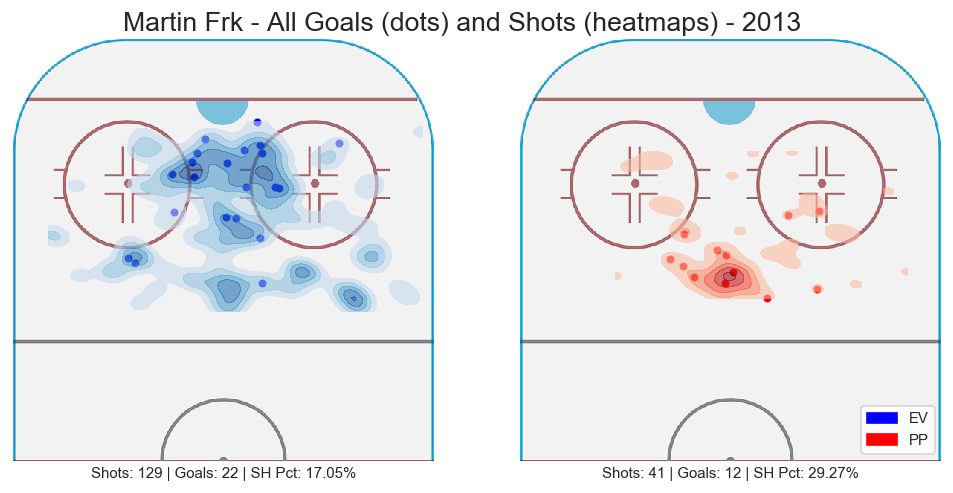 Martin Frk - All Goals (dots) and Shots (heatmaps) - 2013
EV
PP
Shots: 129 | Goals: 22 | SH Pct: 17.05%
Shots: 41 | Goals: 12 | SH Pct: 29.27%